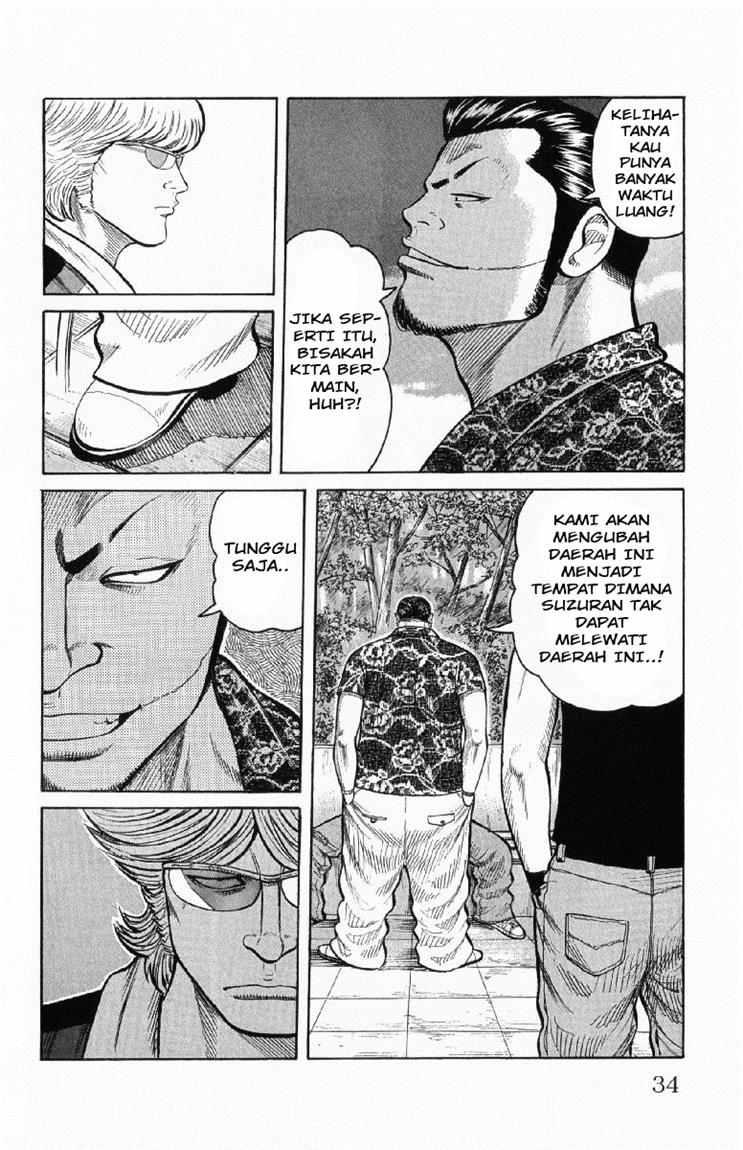 KELIHA-
TANYA
KAU
PUNYA
BANYAK
WAKTU
LUANG!
JIKA SEP-
ERTI ITU,
BISAKAH
KITA BER-
MAIN,
HUH?!
KAMI AKAN
MENGUBAH
DAERAH INI
MENJADI
TEMPAT DIMANA
SUZURAN TAK
DAPAT
MELEWATI
DAERAH INI..!
TUNGGU
SAJA..
34